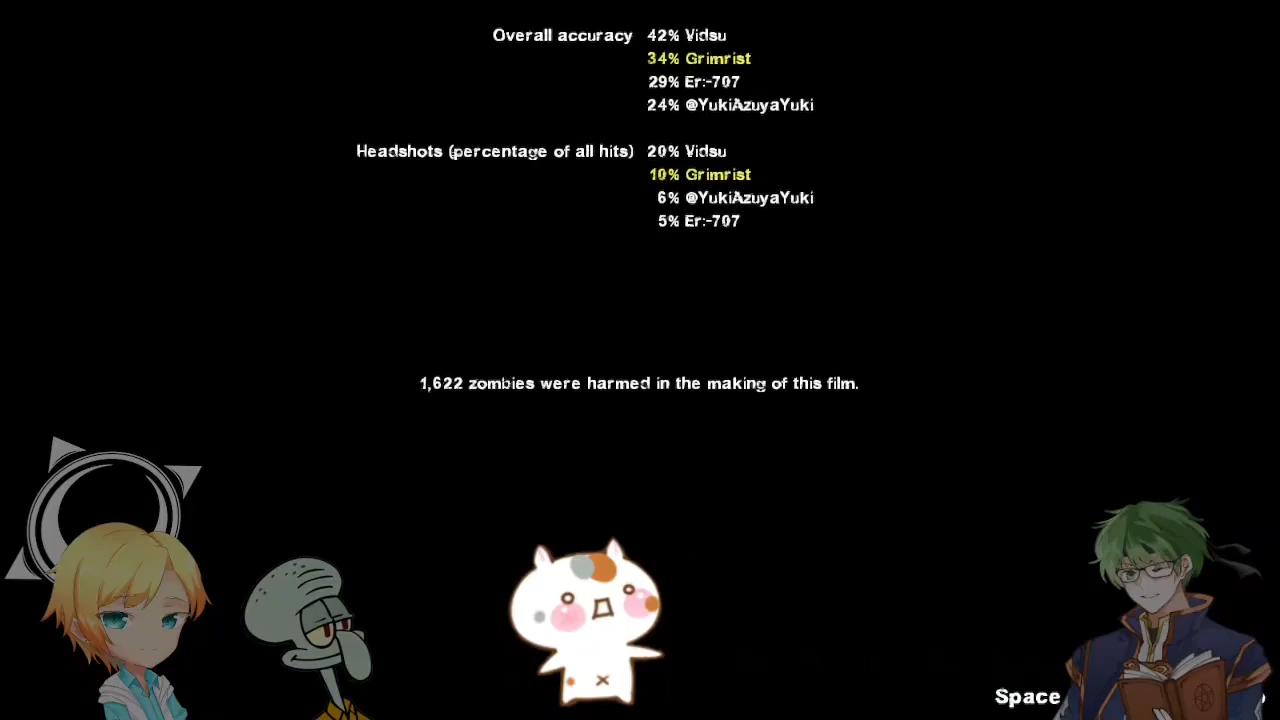 Overall accuracy 42% Vidsu
34% Grimrist
29% Er:-707
24% @YukiAzuyaYuki
Headshots (percentage of all hits) 20% Vidsu
10% Grimrist
6% @YukiAzuyaYuki
5% Er:-707
1,622 zombies were harmed in the making of this film.
Space